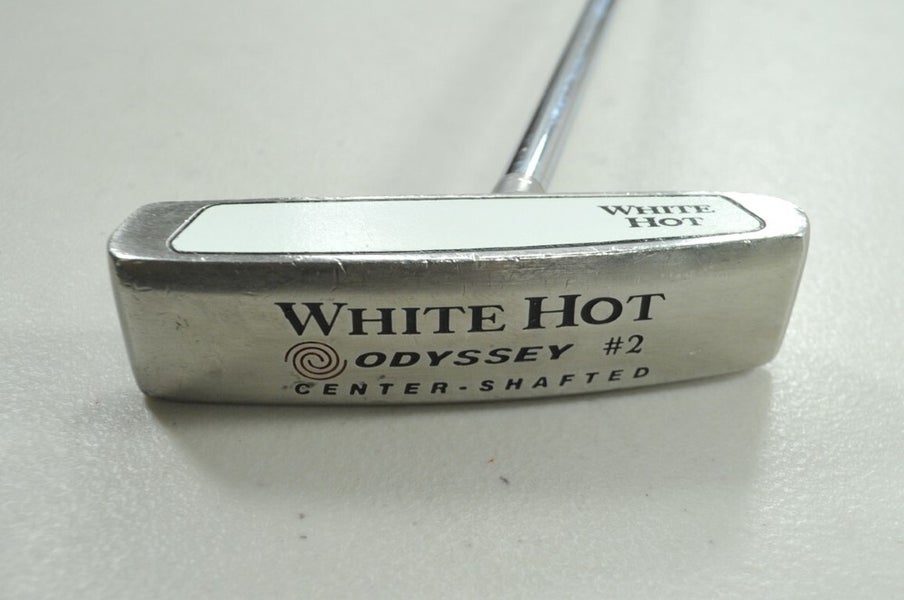 WHITE
HOT
WHITE HOT
ODYSSEY #2
CENTER-SHAFTED